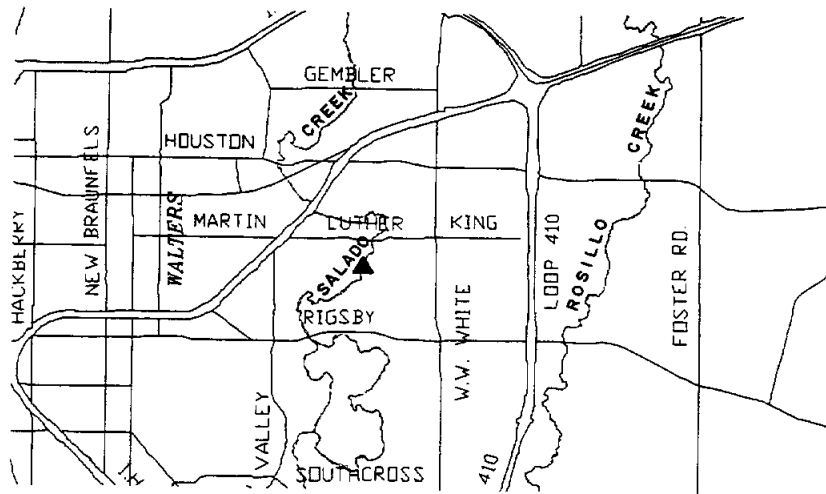 GEMBLER
CREEK
HOUSTON
CREEK
NEW BRAUNFELS
WALTERS
MARTIN LUTHER KING
HACKBERRY
SALADO
LOOP 410
ROSILLO
FOSTER RD.
RIGSBY
W.W. WHITE
VALLEY
SOUTHCROSS
410